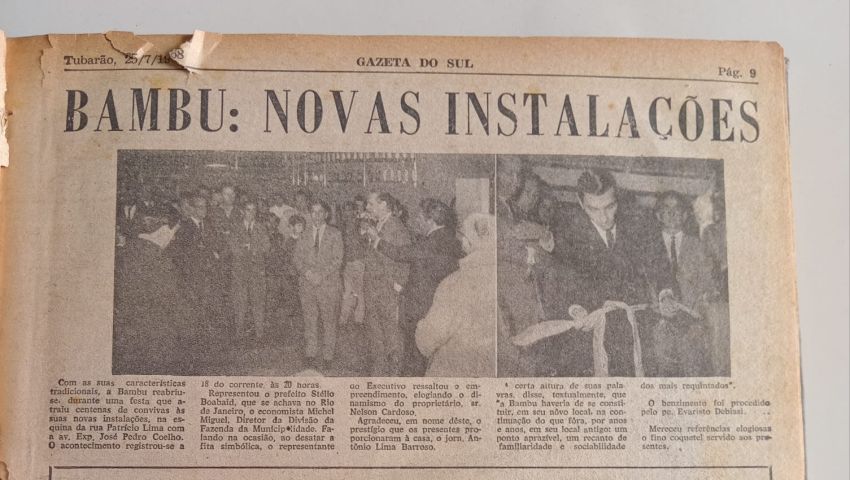 Tubarão, 25/7/1968
GAZETA DO SUL
Pág. 9
BAMBU: NOVAS INSTALAÇÕES
Com as suas características
tradicionais, a Bambu reabriu-
se, durante uma festa que a-
traiu centenas de convivas às
suas novas instalações, na es-
quina da rua Patrício Lima com
a av. Exp. José Pedro Coelho.
O acontecimento registrou-se a
18 do corrente, às 20 horas.
Representou o prefeito Stélio
Boabaid, que se achava no Rio
de Janeiro, o economista Michel
Miguel, Diretor da Divisão da
Fazenda da Municipalidade. Fa-
lando na ocasião, ao desatar a
fita simbólica, o representante
do Executivo ressaltou o em-
preendimento, elogiando o di-
namismo do proprietário, sr.
Nelson Cardoso.
Agradeceu, em nome dêste, o
prestígio que os presentes pro-
porcionaram à casa, o jorn. An-
tônio Lima Barroso.
A certa altura de suas pala-
vras, disse, textualmente, que
"a Bambu haveria de se consti-
tuir, em seu nôvo local, na con-
tinuação do que fôra, por anos
e anos, em seu local antigo: um
ponto aprazível, um recanto de
familiaridade e sociabilidade
dos mais requintados".
O benzimento foi procedido
pelo pe. Evaristo Debiasi.
Mereceu referências elogiosas
o fino coquetel servido aos pre-
sentes.